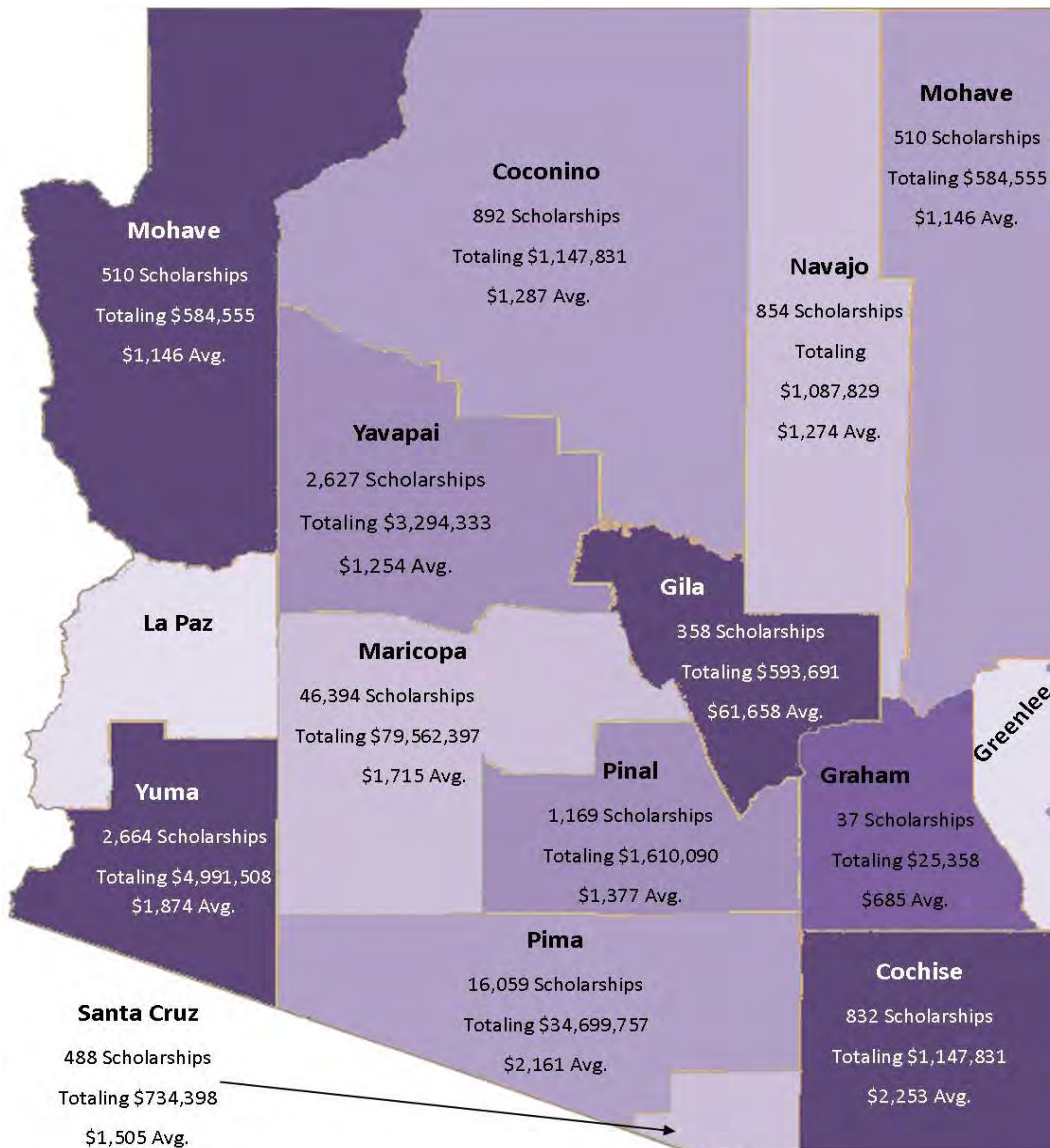 Mohave
510 Scholarships
Totaling $584,555
$1,146 Avg.
Coconino
892 Scholarships
Totaling $1,147,831
$1,287 Avg.
Navajo
854 Scholarships
Totaling
$1,087,829
$1,274 Avg.
Mohave
510 Scholarships
Totaling $584,555
$1,146 Avg.
Yavapai
2,627 Scholarships
Totaling $3,294,333
$1,254 Avg.
La Paz
Maricopa
46,394 Scholarships
Totaling $79,562,397
$1,715 Avg.
Gila
358 Scholarships
Totaling $593,691
$61,658 Avg.
Yuma
2,664 Scholarships
Totaling $4,991,508
$1,874 Avg.
Pinal
1,169 Scholarships
Totaling $1,610,090
$1,377 Avg.
Graham
37 Scholarships
Totaling $25,358
$685 Avg.
Greenlee
Pima
16,059 Scholarships
Totaling $34,699,757
$2,161 Avg.
Cochise
832 Scholarships
Totaling $1,147,831
$2,253 Avg.
Santa Cruz
488 Scholarships
Totaling $734,398
$1,505 Avg.